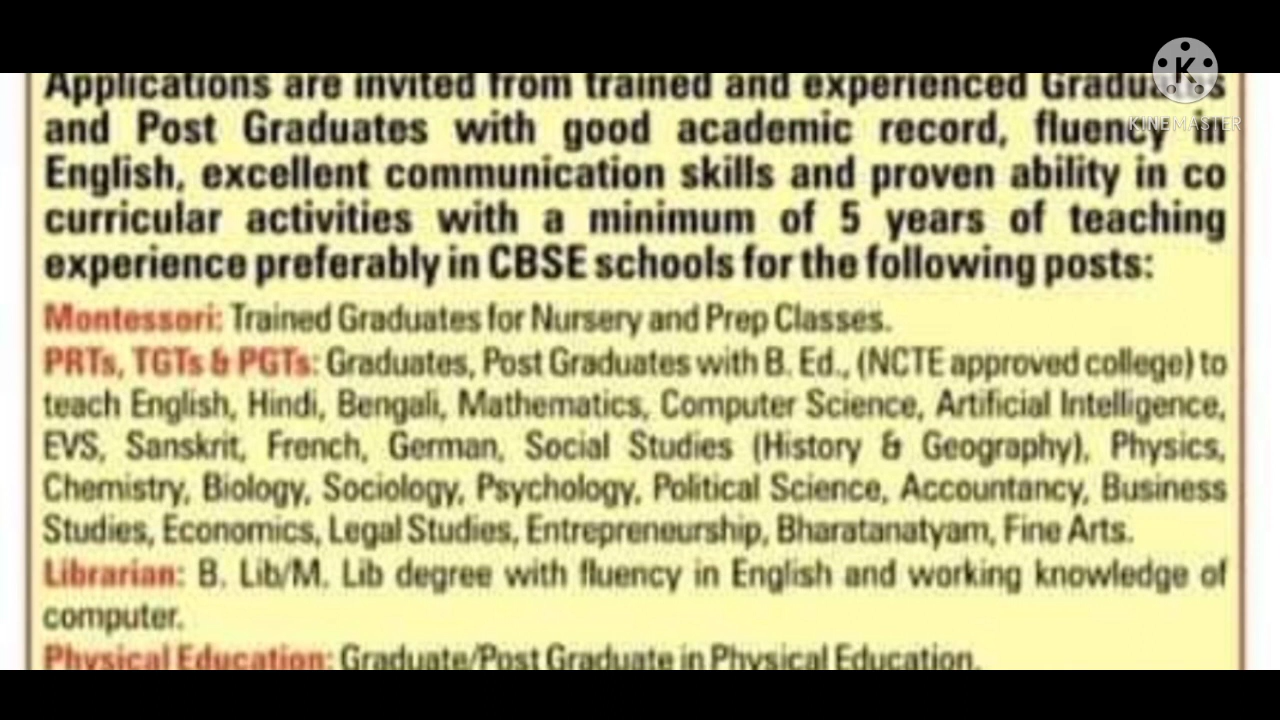 Applications are invited from trained and experienced Graduates
and Post Graduates with good academic record, fluency in
English, excellent communication skills and proven ability in co
curricular activities with a minimum of 5 years of teaching
experience preferably in CBSE schools for the following posts:
Montessori: Trained Graduates for Nursery and Prep Classes.
PRTs, TGTs & PGTs: Graduates, Post Graduates with B. Ed., (NCTE approved college) to
teach English, Hindi, Bengali, Mathematics, Computer Science, Artificial Intelligence,
EVS, Sanskrit, French, German, Social Studies (History & Geography), Physics,
Chemistry, Biology, Sociology, Psychology, Political Science, Accountancy, Business
Studies, Economics, Legal Studies, Entrepreneurship, Bharatanatyam, Fine Arts.
Librarian: B. Lib/M. Lib degree with fluency in English and working knowledge of
computer.
Physical Education: Graduate/Post Graduate in Physical Education.
K
KINEMASTER